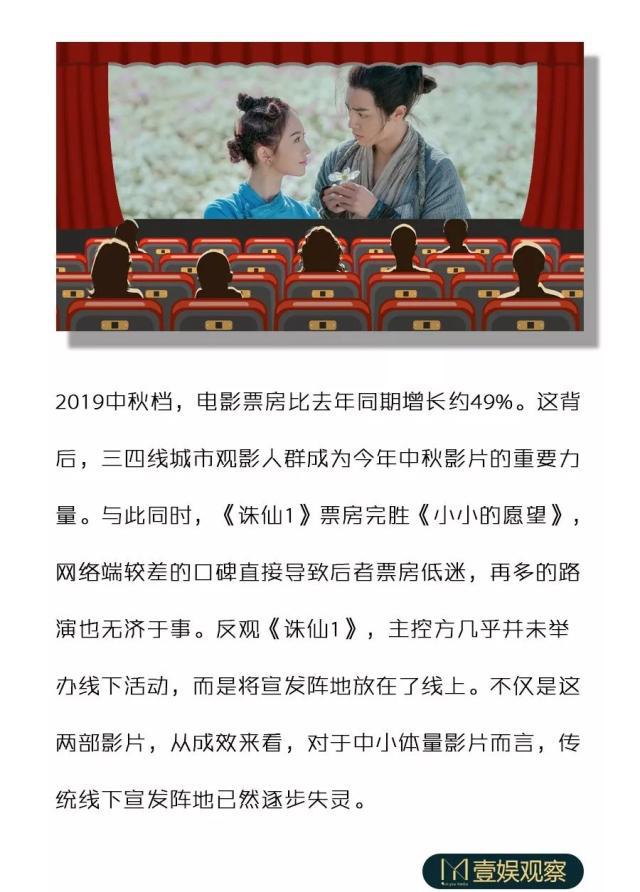 2019中秋档，电影票房比去年同期增长约49%。这背
后，三四线城市观影人群成为今年中秋影片的重要力
量。与此同时，《诛仙1》票房完胜《小小的愿望》，
网络端较差的口碑直接导致后者票房低迷，再多的路
演也无济于事。反观《诛仙1》，主控方几乎并未举
办线下活动，而是将宣发阵地放在了线上。不仅是这
两部影片，从成效来看，对于中小体量影片而言，传
统线下宣发阵地已然逐步失灵。
壹娱观察